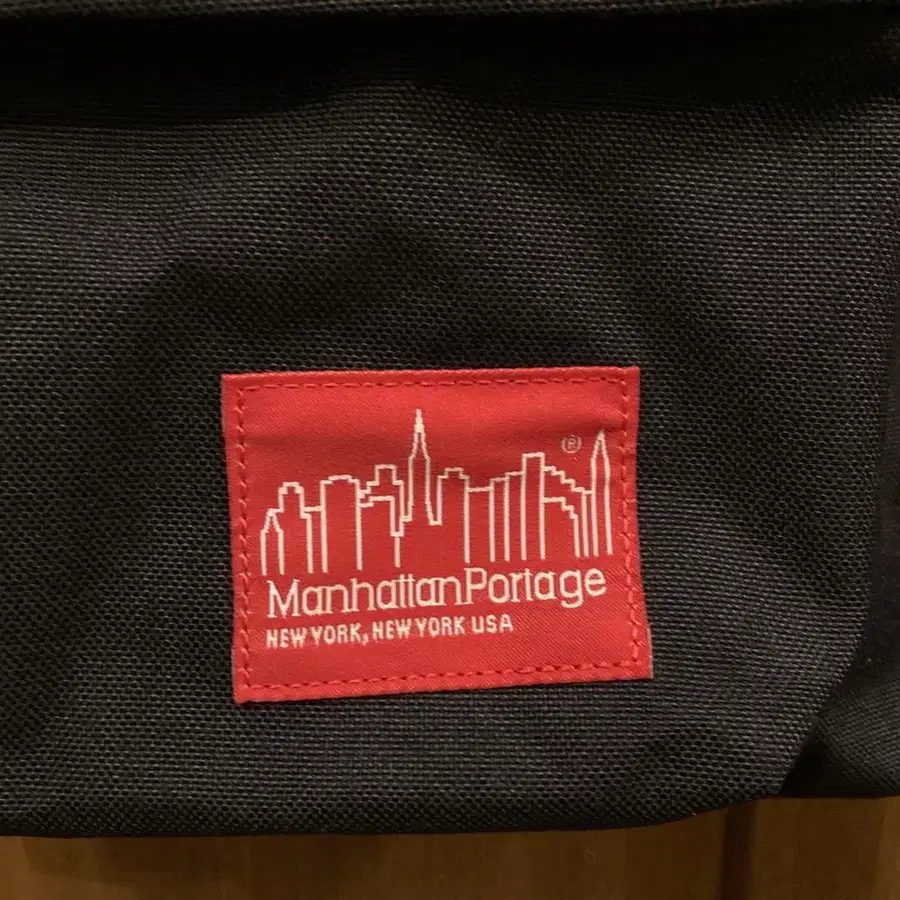 ®
ManhattanPortage
NEW YORK, NEW YORK USA